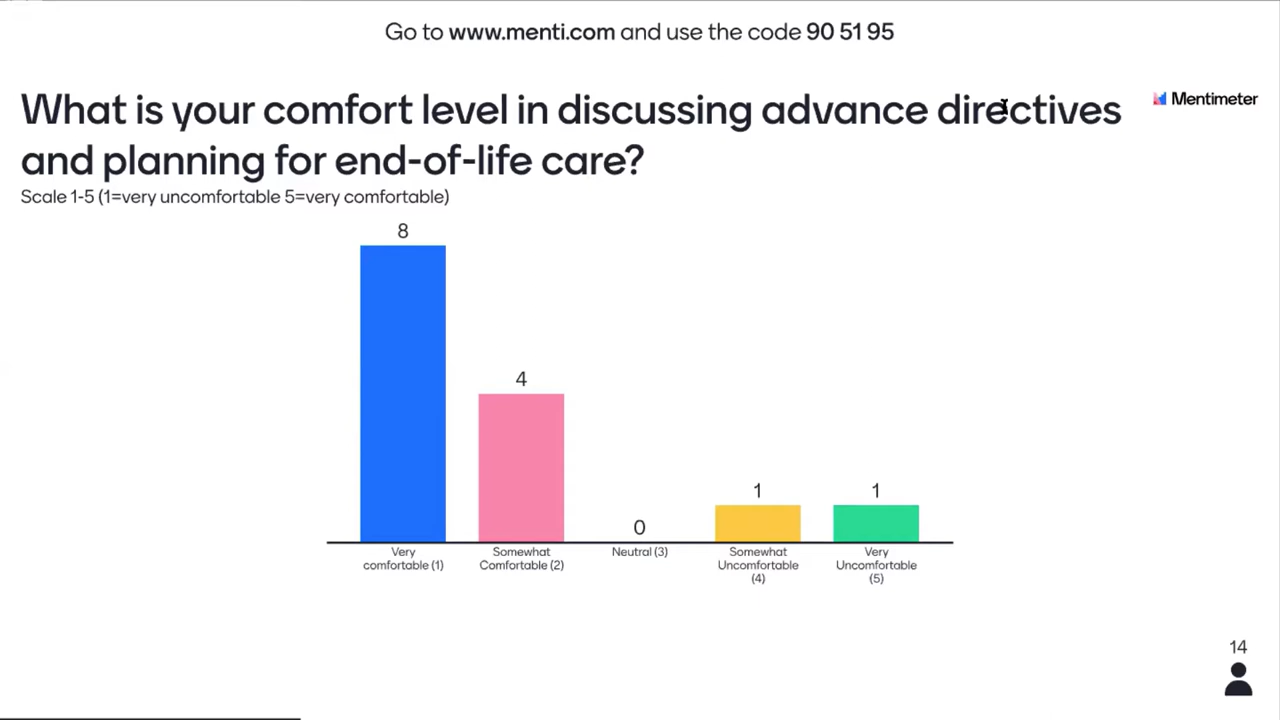 Go to www.menti.com and use the code 90 51 95
What is your comfort level in discussing advance directives
and planning for end-of-life care?
Mentimeter
Scale 1-5 (1=very uncomfortable 5=very comfortable)
8
4
0
1
1
Very
comfortable (1)
Somewhat
Comfortable (2)
Neutral (3)
Somewhat
Uncomfortable
(4)
Very
Uncomfortable
(5)
14